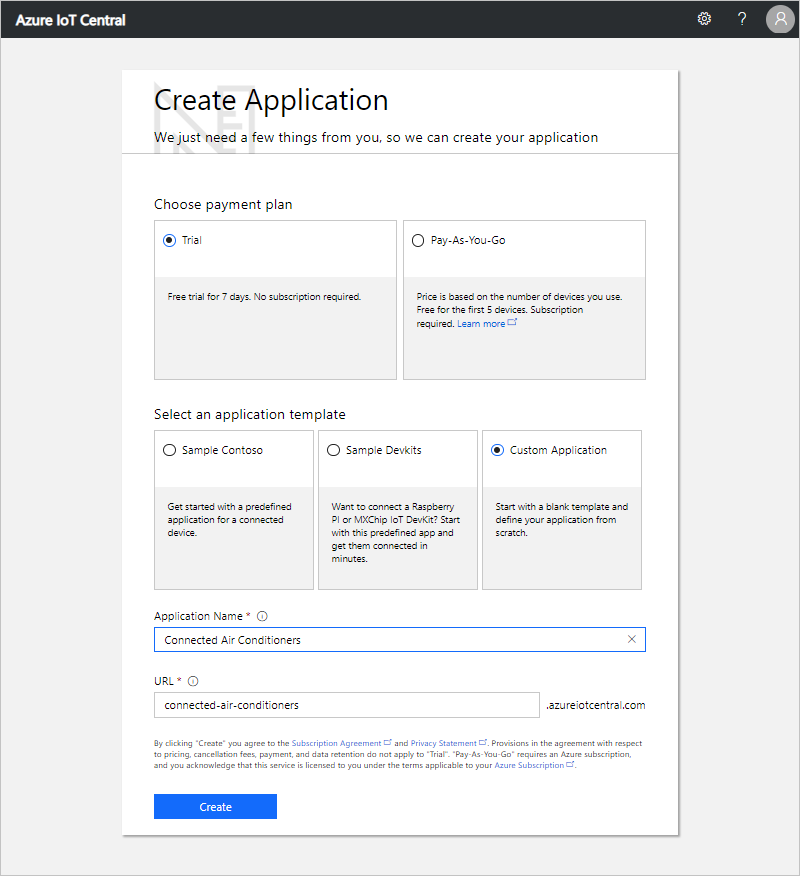 Azure IoT Central
?
Create Application
We just need a few things from you, so we can create your application
Choose payment plan
Trial
Free trial for 7 days. No subscription required.
Pay-As-You-Go
Price is based on the number of devices you use.
Free for the first 5 devices. Subscription
required. Learn more
Select an application template
Sample Contoso
Get started with a predefined
application for a connected
device.
Sample Devkits
Want to connect a Raspberry
PI or MXChip IoT DevKit? Start
with this predefined app and
get them connected in
minutes.
Custom Application
Start with a blank template and
define your application from
scratch.
Application Name *
Connected Air Conditioners
URL *
connected-air-conditioners .azureiotcentral.com
By clicking "Create" you agree to the Subscription Agreement and Privacy Statement. Provisions in the agreement with respect
to pricing, cancellation fees, payment, and data retention do not apply to "Trial". "Pay-As-You-Go" requires an Azure subscription,
and you acknowledge that this service is licensed to you under the terms applicable to your Azure Subscription.
Create